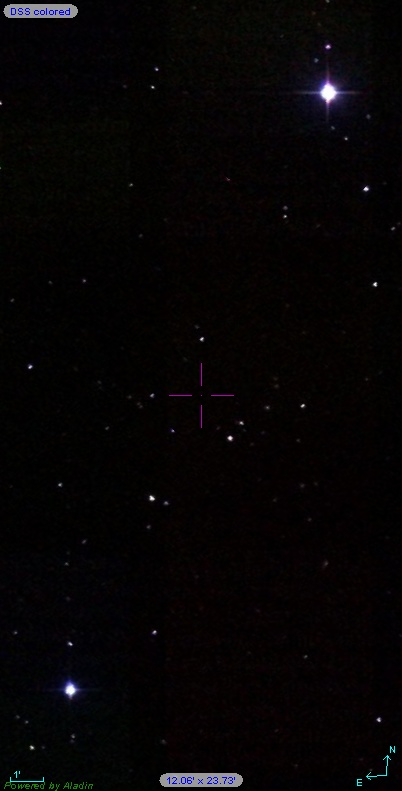 DSS colored
N
1'
E
Powered by Aladin
12.06' x 23.73'